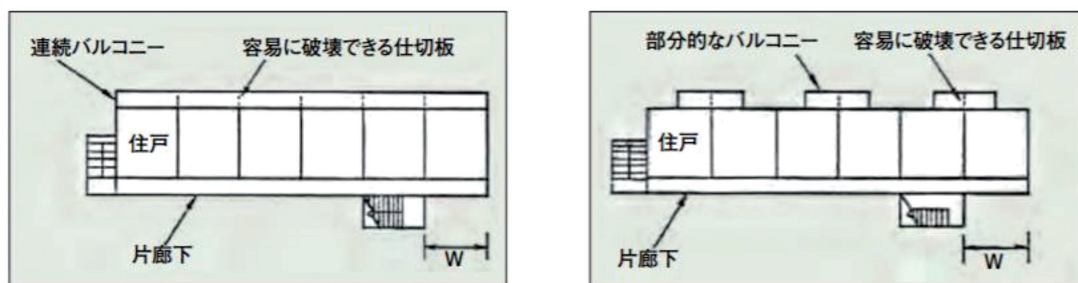 連続バルコニー
容易に破壊できる仕切板
住戸
片廊下
W
部分的なバルコニー
容易に破壊できる仕切板
住戸
片廊下
W